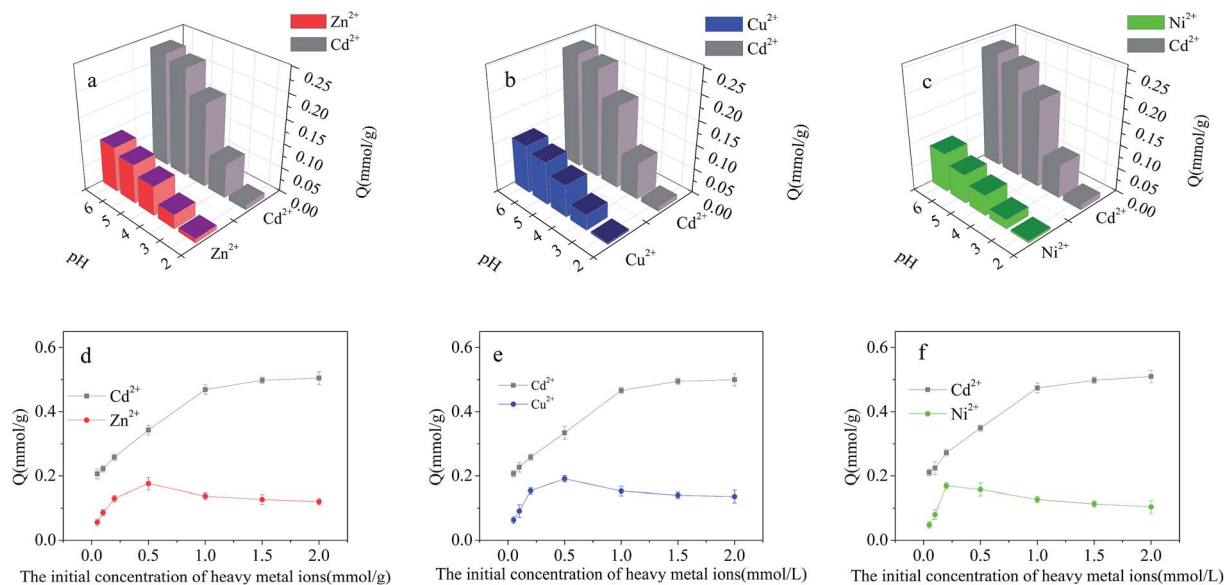 a
Zn²⁺
Cd²⁺
0.25
0.20
0.15
0.10
0.05
0.00
Q(mmol/g)
6
5
4
3
2
pH
Zn²⁺
Cd²⁺
b
Cu²⁺
Cd²⁺
0.25
0.20
0.15
0.10
0.05
0.00
Q(mmol/g)
6
5
4
3
2
pH
Cu²⁺
Cd²⁺
c
Ni²⁺
Cd²⁺
0.25
0.20
0.15
0.10
0.05
0.00
Q(mmol/g)
6
5
4
3
2
pH
Ni²⁺
Cd²⁺
d
Cd²⁺
Zn²⁺
Q(mmol/g)
0.6
0.4
0.2
0.0
0.0 0.5 1.0 1.5 2.0
The initial concentration of heavy metal ions(mmol/g)
e
Cd²⁺
Cu²⁺
Q(mmol/g)
0.6
0.4
0.2
0.0
0.0 0.5 1.0 1.5 2.0
The initial concentration of heavy metal ions(mmol/L)
f
Cd²⁺
Ni²⁺
Q(mmol/g)
0.6
0.4
0.2
0.0
0.0 0.5 1.0 1.5 2.0
The initial concentration of heavy metal ions(mmol/L)